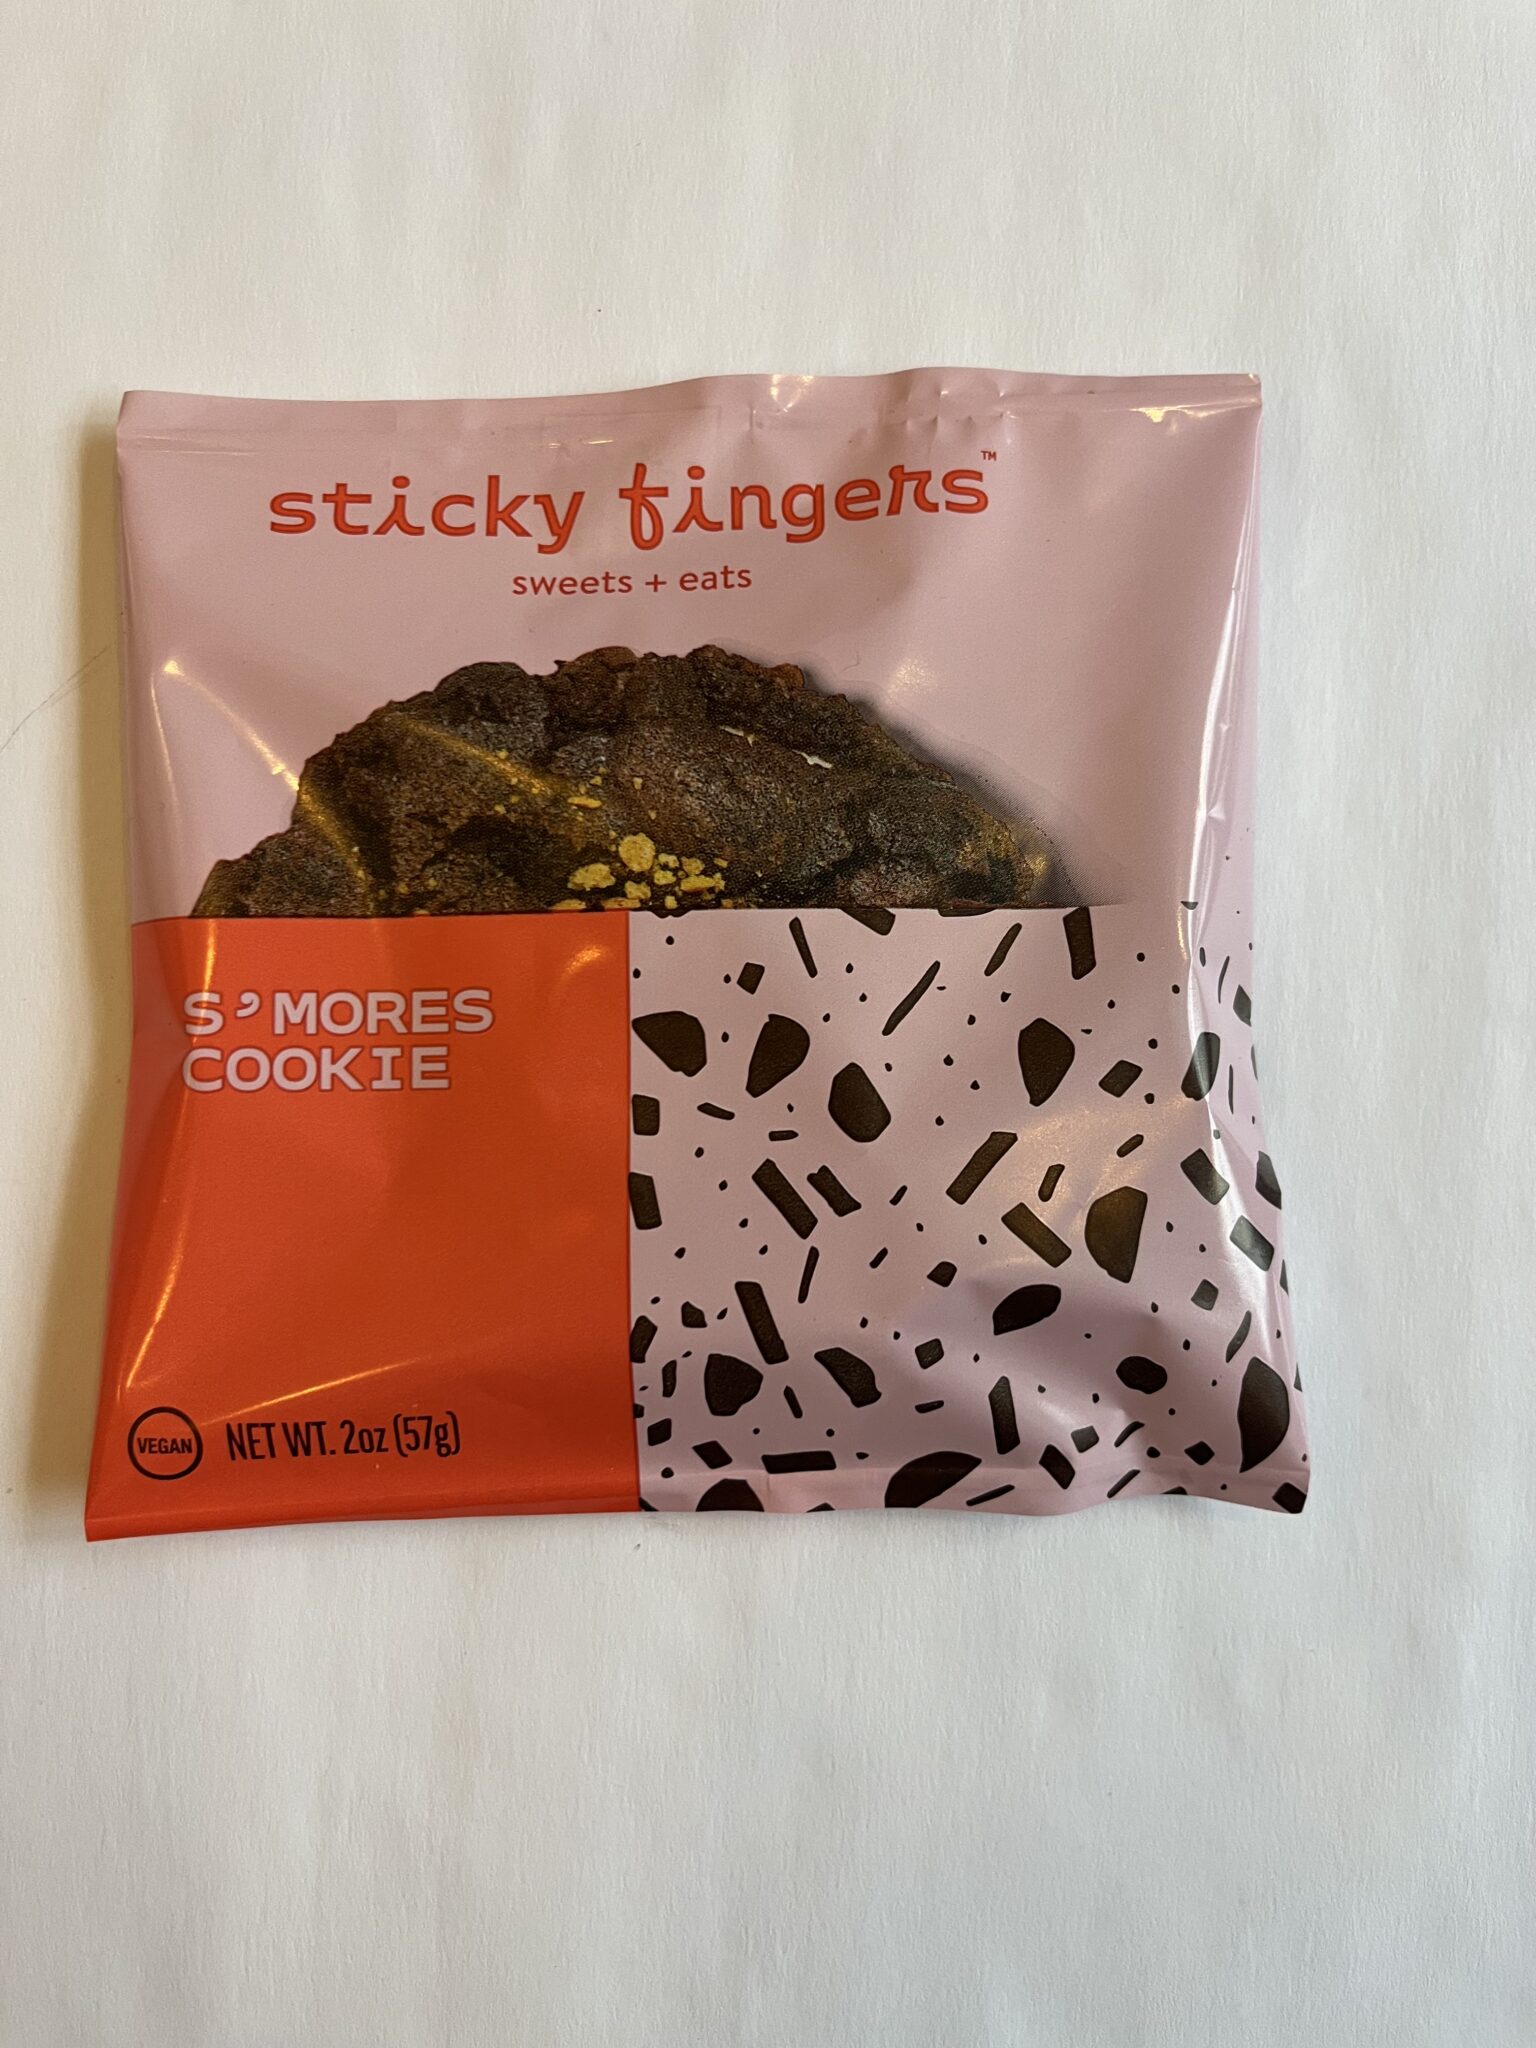 sticky fingers™
sweets + eats
S’MORES
COOKIE
VEGAN
NET WT. 2oz (57g)